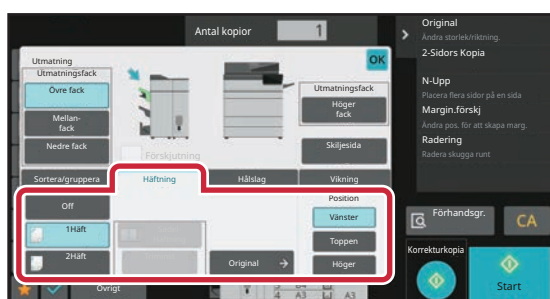 Antal kopior 1
Original
Ändra storlek/riktning.
2-Sidors Kopia
N-Upp
Placera flera sidor på en sida
Margin.förskj
Ändra pos. för att skapa marg.
Radering
Radera skugga runt
Utmatning
OK
Utmatningsfack
Övre fack
Mellan-
fack
Nedre fack
Förskjutning
Utmatningsfack
Höger
fack
Skiljesida
Sortera/gruppera
Häftning
Hålslag
Vikning
Off
1Häft
2Häft
Original
Position
Vänster
Toppen
Höger
Förhandsgr.
CA
Korrekturkopia
Start
Övrigt
4 A3 A3